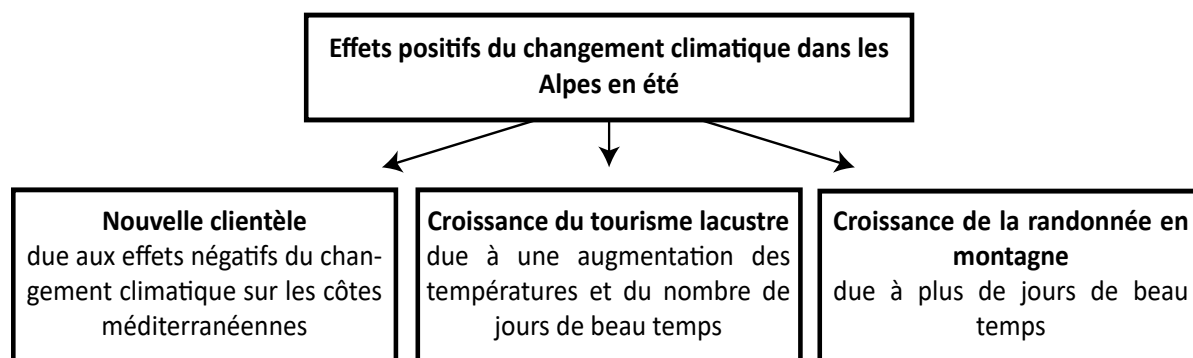 Effets positifs du changement climatique dans les
Alpes en été
Nouvelle clientèle
due aux effets négatifs du chan-
gement climatique sur les côtes
méditerranéennes
Croissance du tourisme lacustre
due à une augmentation des
températures et du nombre de
jours de beau temps
Croissance de la randonnée en
montagne
due à plus de jours de beau
temps